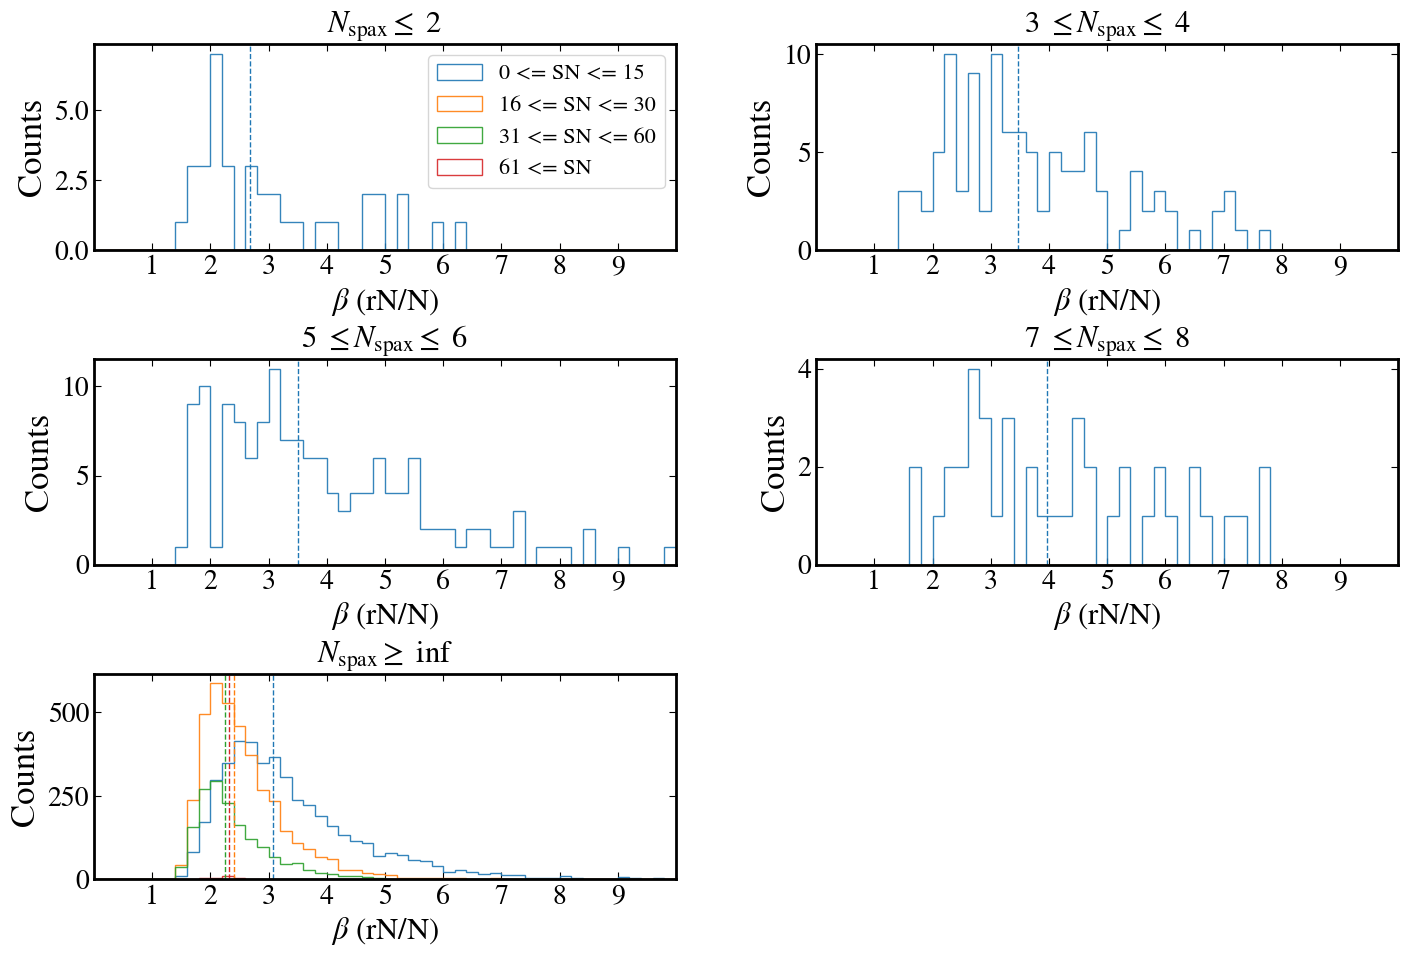 N_spax ≤ 2
Counts
5.0
2.5
0.0
0 <= SN <= 15
16 <= SN <= 30
31 <= SN <= 60
61 <= SN
1 2 3 4 5 6 7 8 9
β (rN/N)
3 ≤N_spax ≤ 4
Counts
10
5
0
1 2 3 4 5 6 7 8 9
β (rN/N)
5 ≤N_spax ≤ 6
Counts
10
5
0
1 2 3 4 5 6 7 8 9
β (rN/N)
7 ≤N_spax ≤ 8
Counts
4
2
0
1 2 3 4 5 6 7 8 9
β (rN/N)
N_spax ≥ inf
Counts
500
250
0
1 2 3 4 5 6 7 8 9
β (rN/N)